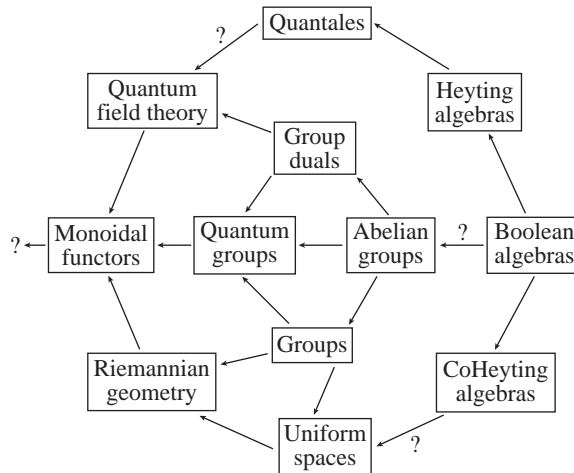 Quantales
?
Quantum
field theory
Heyting
algebras
Group
duals
?
Monoidal
functors
Quantum
groups
Abelian
groups
?
Boolean
algebras
Groups
Riemannian
geometry
CoHeyting
algebras
Uniform
spaces
?